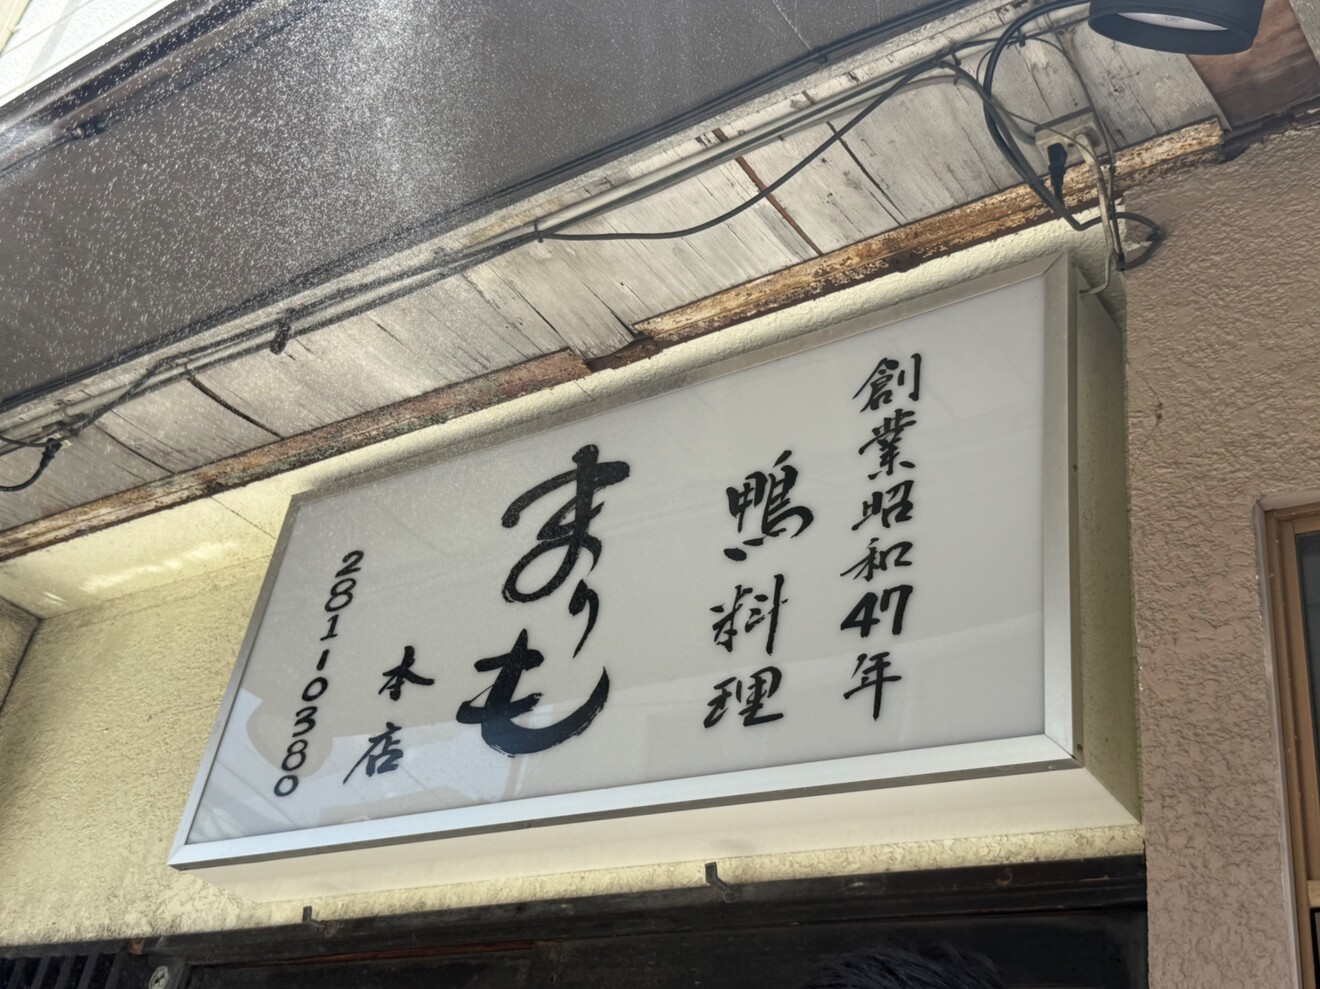 創業昭和47年
鴨料理
まりも
本店
281-0380